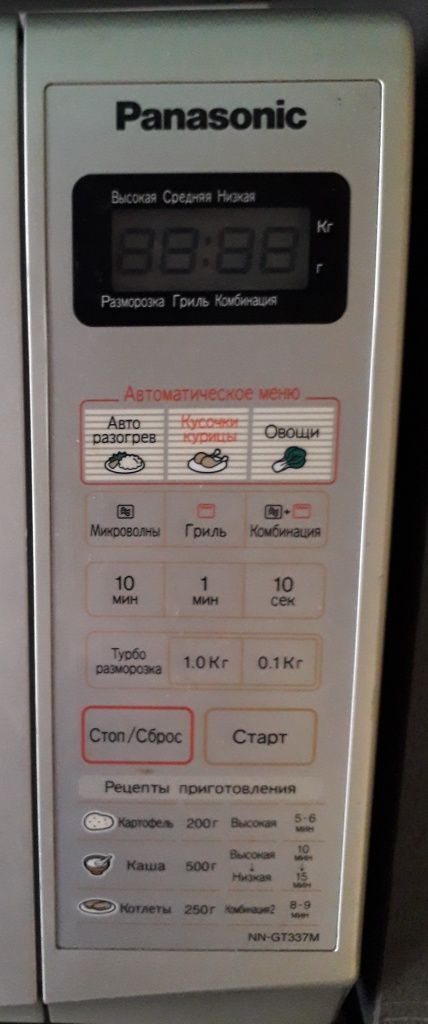 Panasonic
Высокая Средняя Низкая
88:88
Кг
г
Разморозка Гриль Комбинация
Автоматическое меню
Авто разогрев
Кусочки курицы
Овощи
Микроволны Гриль + Комбинация
10 мин
1 мин
10 сек
Турбо разморозка
1.0 Кг 0.1 Кг
Стоп/Сброс Старт
Рецепты приготовления
Картофель 200г Высокая 5-6 мин
Каша 500г Высокая ↓ Низкая 10 ↓ 15 мин
Котлеты 250г Комбинация2 8-9 мин
NN-GT337M